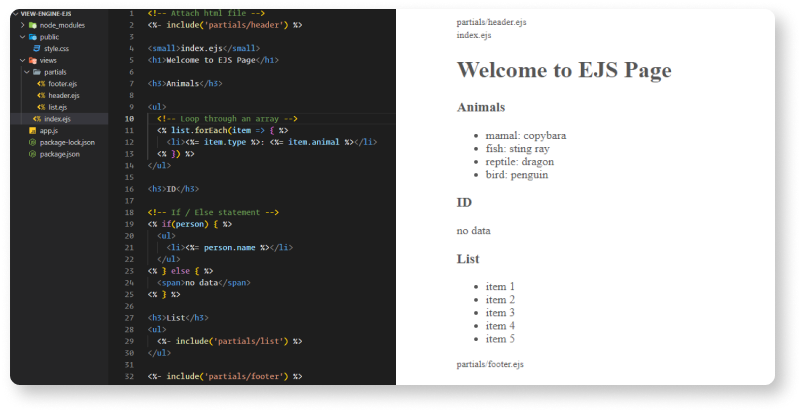 VIEW-ENGINE-EJS
node_modules
public
style.css
views
partials
footer.ejs
header.ejs
list.ejs
index.ejs
app.js
package-lock.json
package.json
1 <!-- Attach html file -->
2 <%- include('partials/header') %>
3
4 <small>index.ejs</small>
5 <h1>Welcome to EJS Page</h1>
6
7 <h3>Animals</h3>
8
9 <ul>
10 <!-- Loop through an array -->
11 <% list.forEach(item => { %>
12 <li><%= item.type %>: <%= item.animal %></li>
13 <% }) %>
14 </ul>
15
16 <h3>ID</h3>
17
18 <!-- If / Else statement -->
19 <% if(person) { %>
20 <ul>
21 <li><%= person.name %></li>
22 </ul>
23 <% } else { %>
24 <span>no data</span>
25 <% } %>
26
27 <h3>List</h3>
28 <ul>
29 <%- include('partials/list') %>
30 </ul>
31
32 <%- include('partials/footer') %>
partials/header.ejs
index.ejs
Welcome to EJS Page
Animals
mamal: copybara
fish: sting ray
reptile: dragon
bird: penguin
ID
no data
List
item 1
item 2
item 3
item 4
item 5
partials/footer.ejs